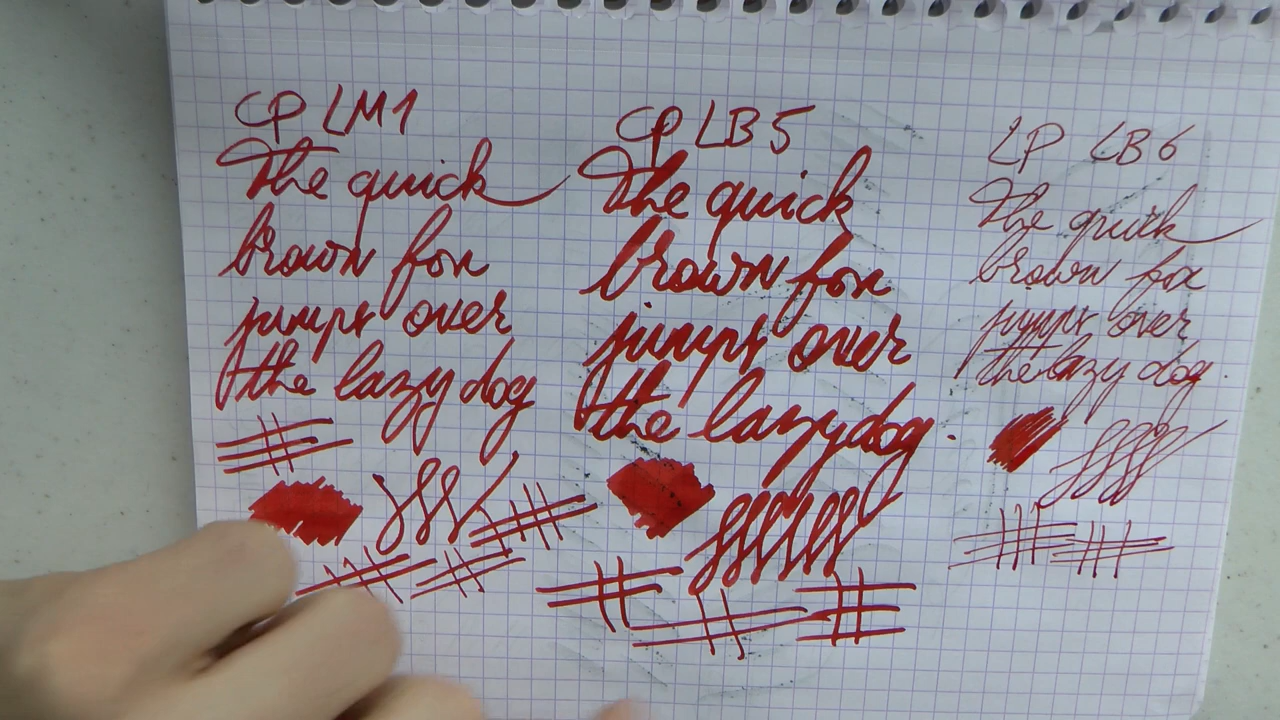 CP LM1
The quick
brown fox
jumps over
the lazy dog
CP LB5
The quick
brown fox
jumps over
the lazy dog.
LP LB6
The quick
brown fox
jumps over
the lazy dog.